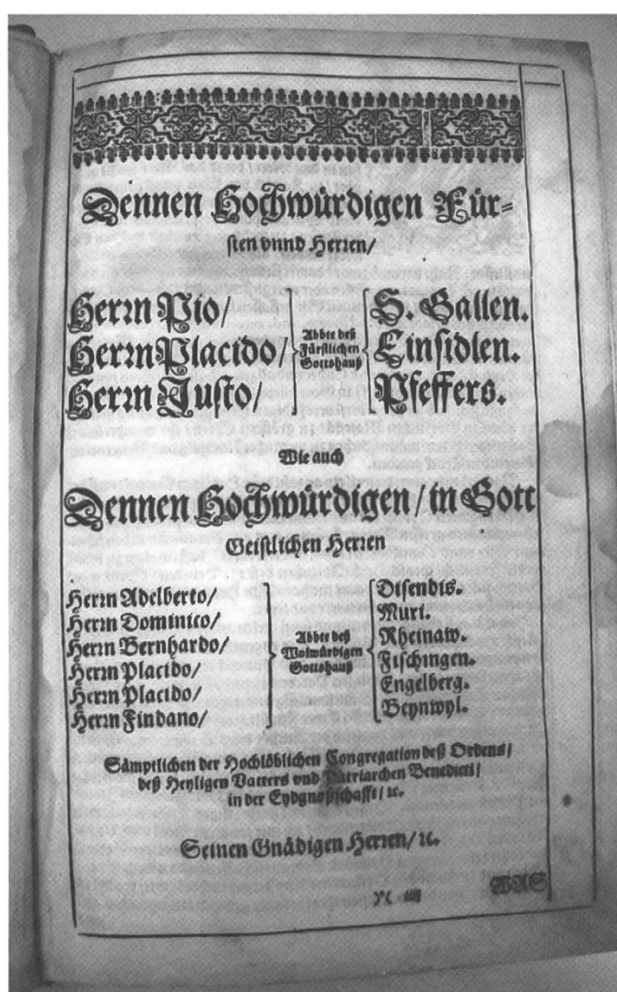 Dennen Hochwürdigen Für=
sten vnnd Herren/
Herrn Pio/ Abbte deß S. Gallen.
Herrn Placido/ Fürstlichen Einsidlen.
Herrn Justo/ Gottshauß Pfeffers.
Wie auch
Dennen Hochwürdigen/ in Gott
Geistlichen Herren
Herrn Adelberto/ Disendis.
Herrn Dominico/ Muri.
Herrn Bernhardo/ Abbte deß Rheinaw.
Herrn Placido/ Wolwürdigen Fischingen.
Herrn Placido/ Gottshauß Engelberg.
Herrn Findano/ Beynwyl.
Sämptlichen der Hochlöblichen Congregation deß Ordens/
deß Heyligen Vatters vnd Patriarchen Benedicti/
in der Eydgnoßschafft/ ꝛc.
Seinen Gnädigen Herren/ ꝛc.
WAS